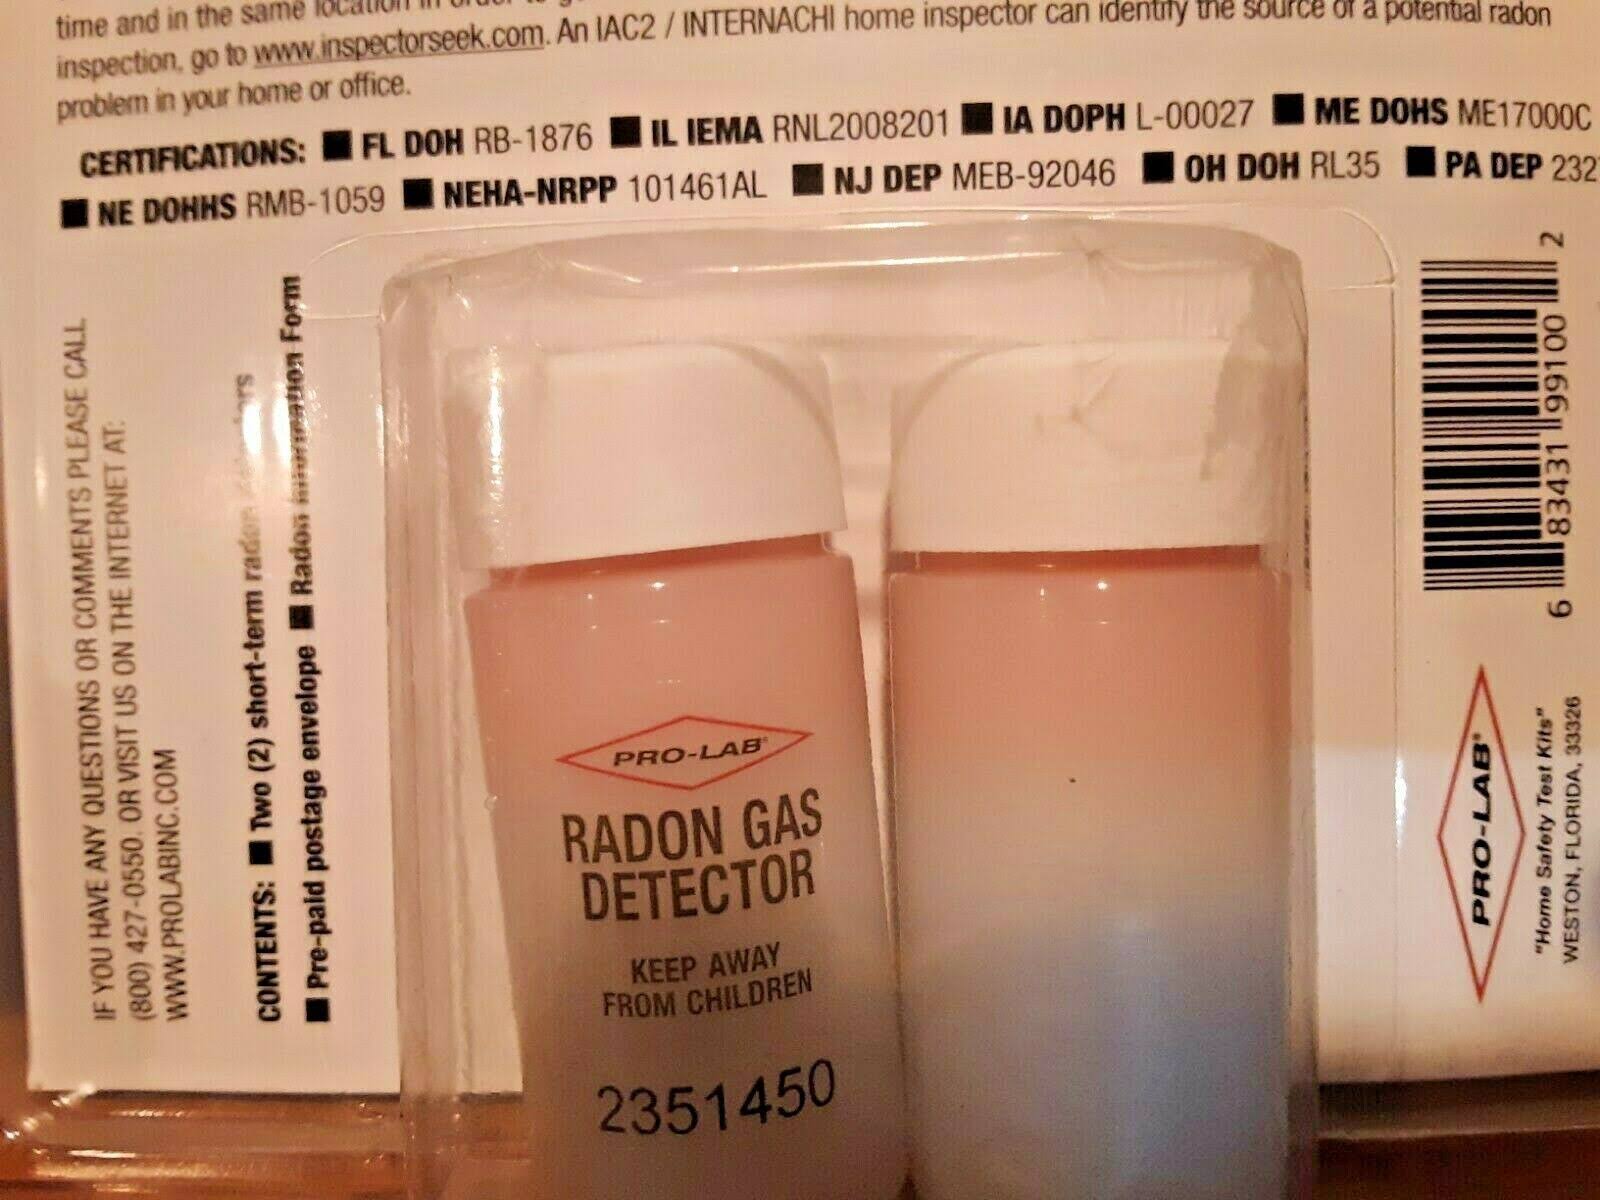 time and in the same location in order to
inspection, go to www.inspectorseek.com. An IAC2 / INTERNACHI home inspector can identify the source of a potential radon
problem in your home or office.
CERTIFICATIONS: ■ FL DOH RB-1876 ■ IL IEMA RNL2008201 ■ IA DOPH L-00027 ■ ME DOHS ME17000C
■ NE DOHHS RMB-1059 ■ NEHA-NRPP 101461AL ■ NJ DEP MEB-92046 ■ OH DOH RL35 ■ PA DEP 232
IF YOU HAVE ANY QUESTIONS OR COMMENTS PLEASE CALL
(800) 427-0550. OR VISIT US ON THE INTERNET AT:
WWW.PROLABINC.COM
CONTENTS: ■ Two (2) short-term radon
■ Pre-paid postage envelope ■ Radon Information Form
PRO-LAB®
RADON GAS
DETECTOR
KEEP AWAY
FROM CHILDREN
2351450
6 83431 99100 2
PRO-LAB®
"Home Safety Test Kits"
WESTON, FLORIDA, 33326